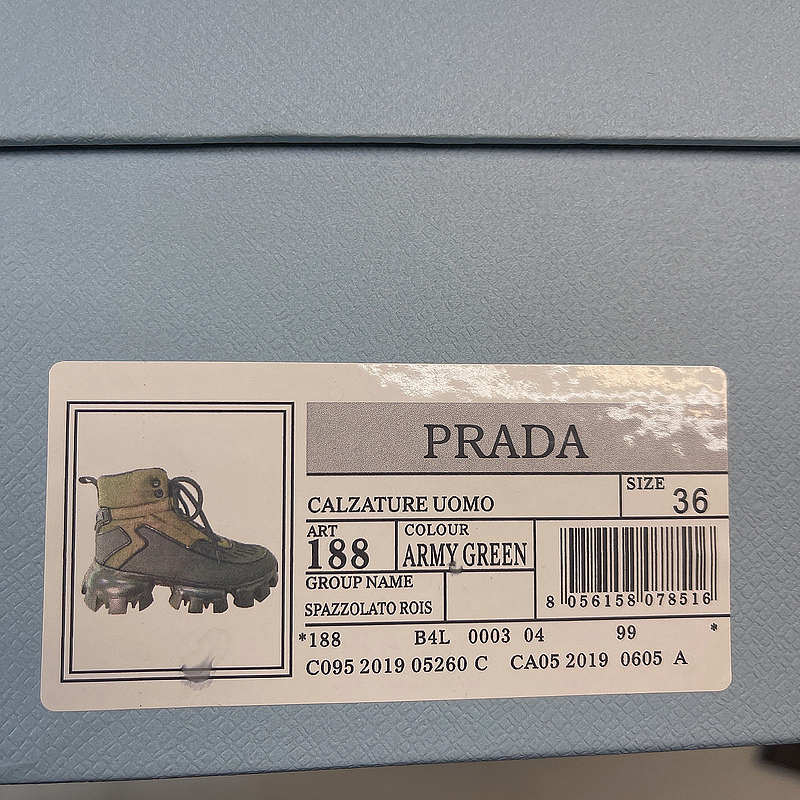 PRADA
CALZATURE UOMO
SIZE
36
ART
188
COLOUR
ARMY GREEN
GROUP NAME
SPAZZOLATO ROIS
8 056158 078516
*188 B4L 0003 04 99 *
C095 2019 05260 C CA05 2019 0605 A